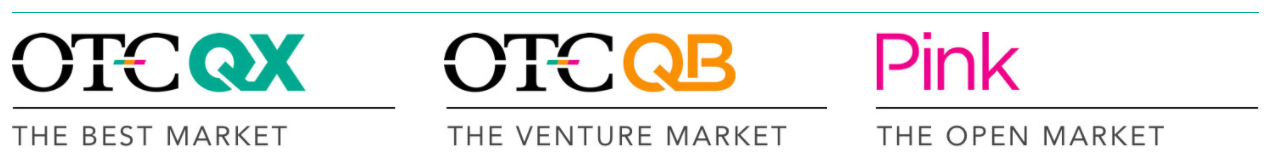 OTCQX
THE BEST MARKET
OTCQB
THE VENTURE MARKET
Pink
THE OPEN MARKET